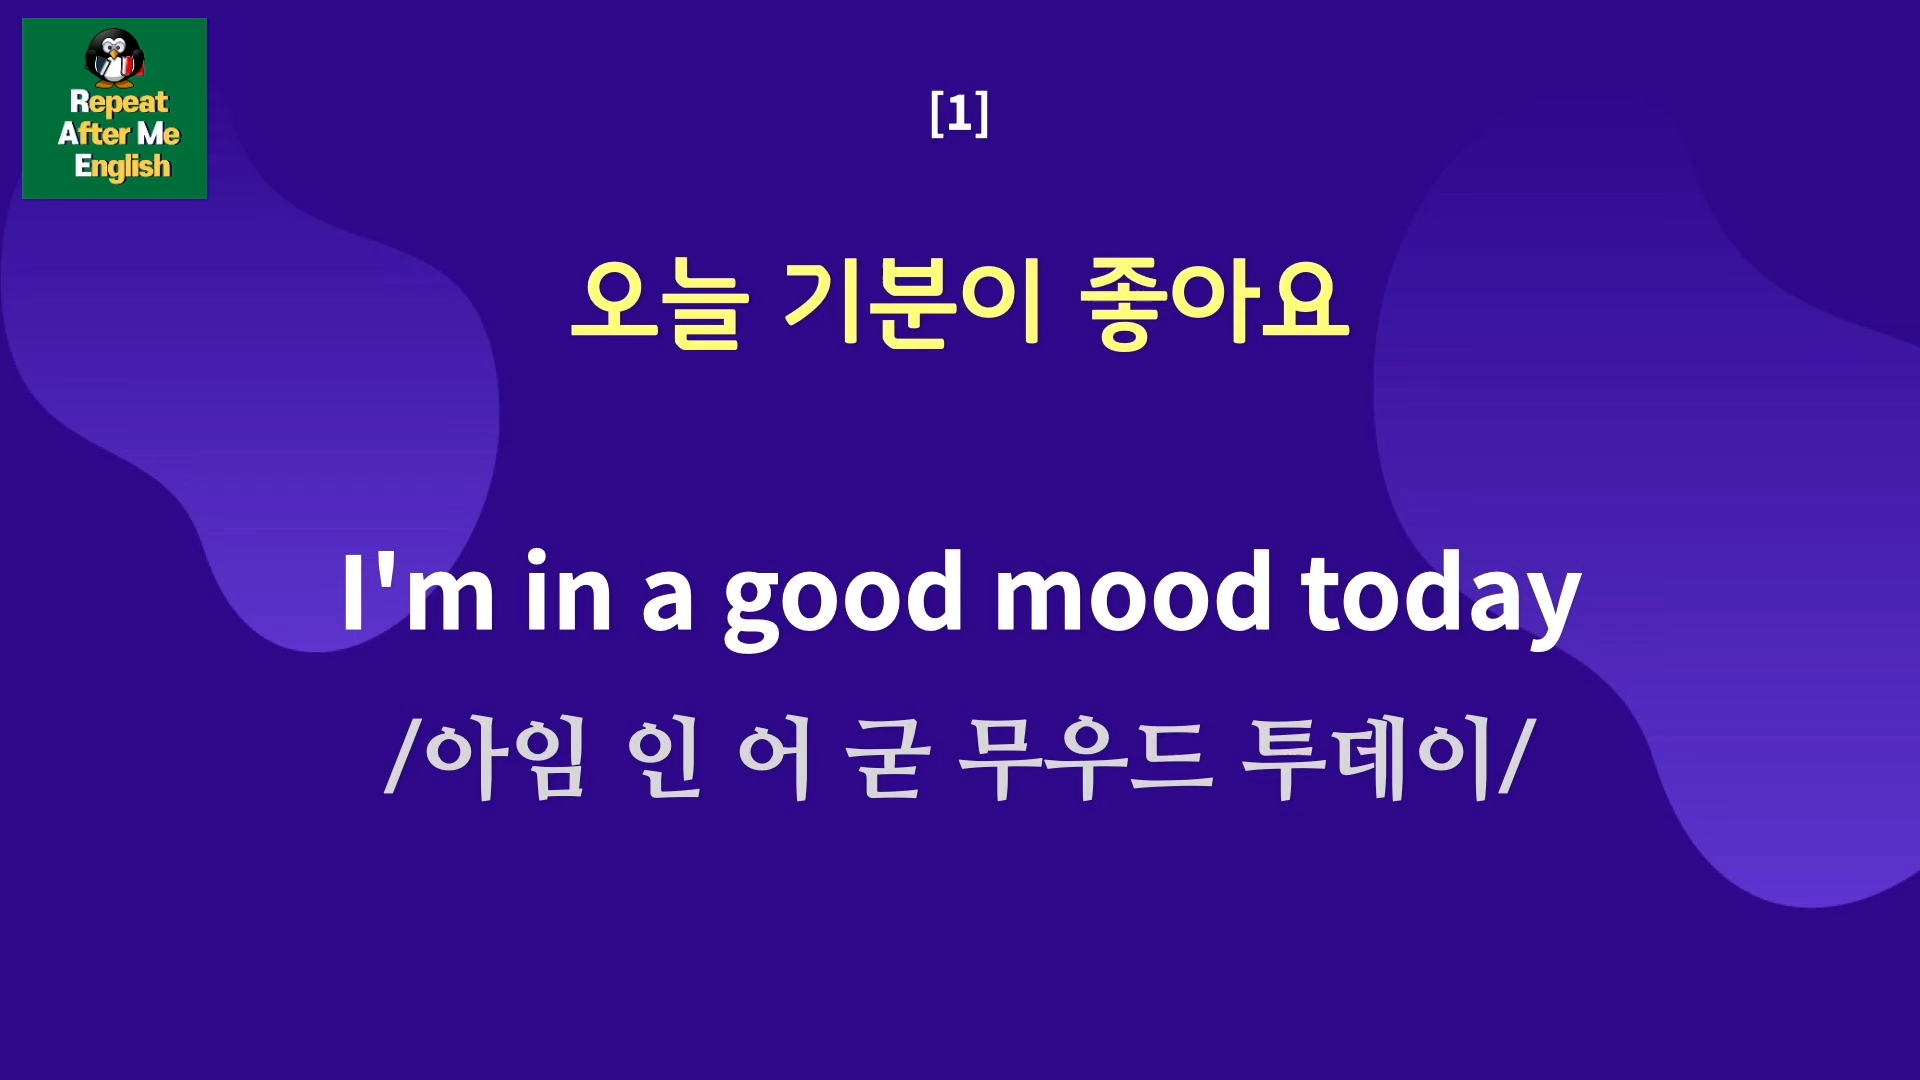 Repeat
After Me
English
[1]
오늘 기분이 좋아요
I'm in a good mood today
/아임 인 어 굳 무우드 투데이/